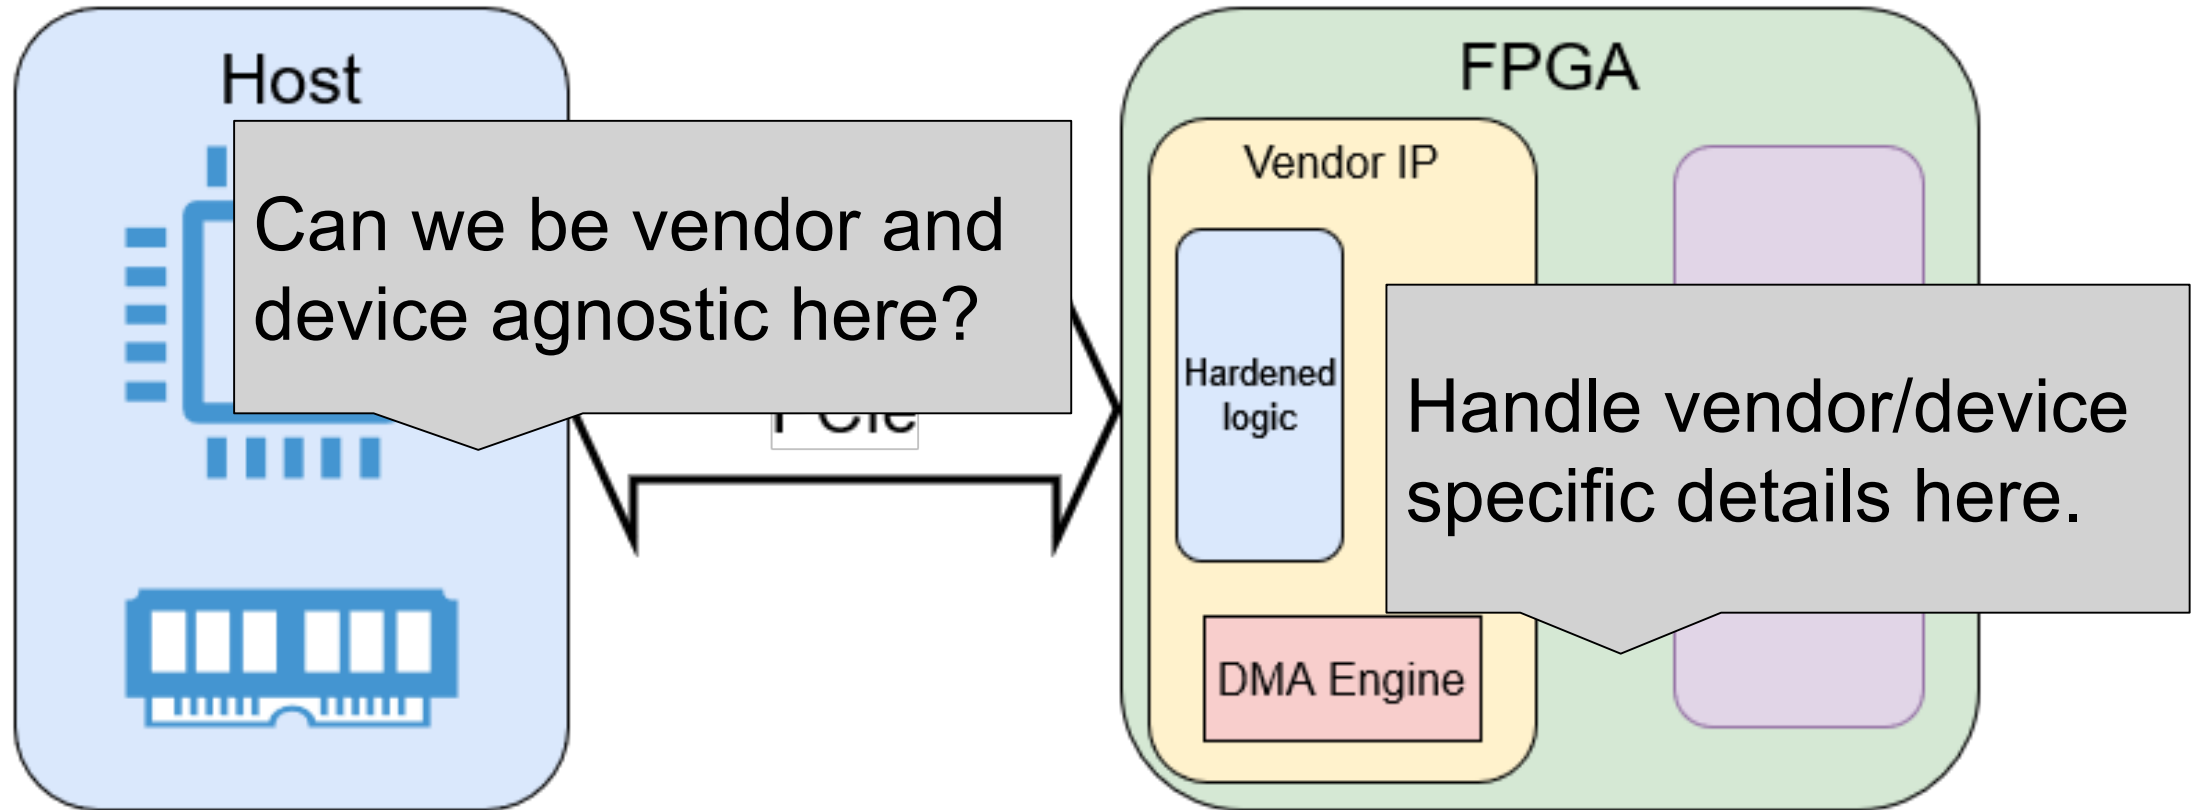 Host
Can we be vendor and
device agnostic here?
PCIe
FPGA
Vendor IP
Hardened
logic
Handle vendor/device
specific details here.
DMA Engine